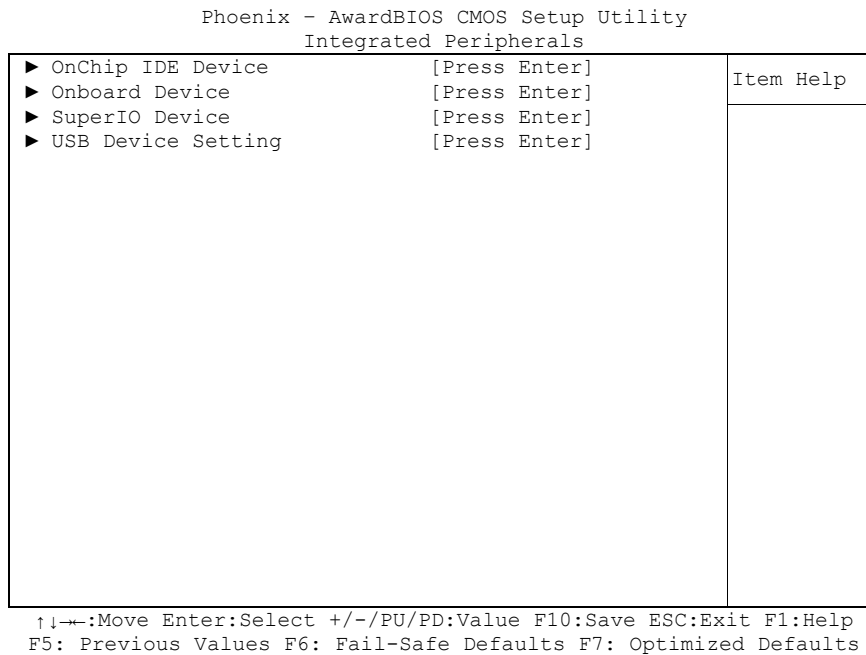 Phoenix – AwardBIOS CMOS Setup Utility
Integrated Peripherals
► OnChip IDE Device [Press Enter]
► Onboard Device [Press Enter]
► SuperIO Device [Press Enter]
► USB Device Setting [Press Enter]
Item Help
↑↓→←:Move Enter:Select +/-/PU/PD:Value F10:Save ESC:Exit F1:Help
F5: Previous Values F6: Fail-Safe Defaults F7: Optimized Defaults